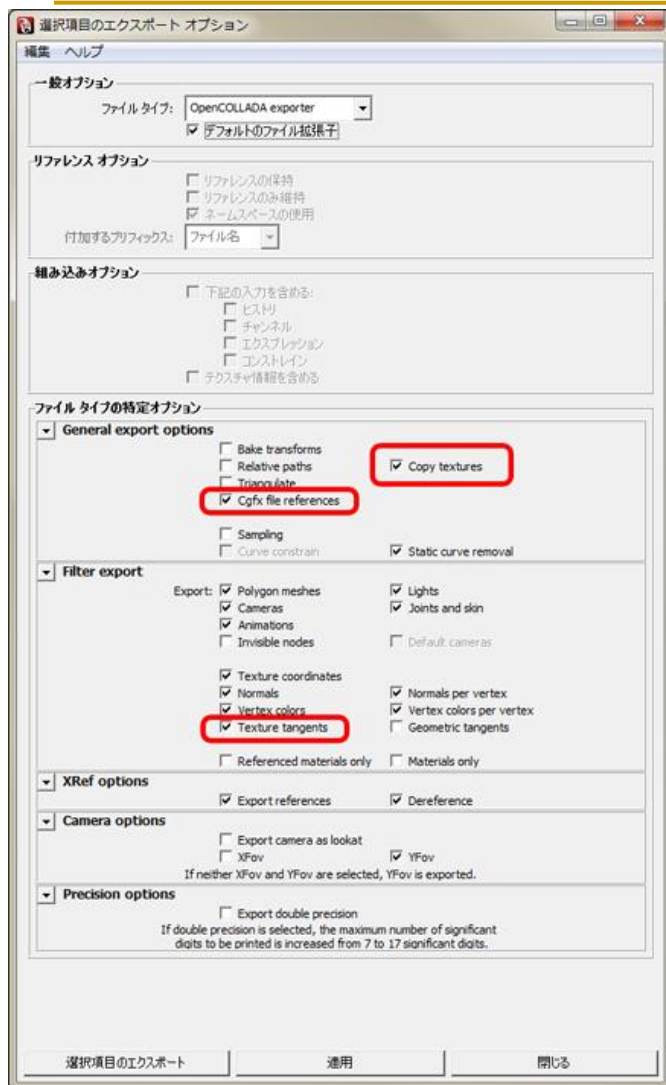 選択項目のエクスポート オプション
編集 ヘルプ
一般オプション
ファイル タイプ: OpenCOLLADA exporter
デフォルトのファイル拡張子
リファレンス オプション
リファレンスの保持
リファレンスのみ維持
ネームスペースの使用
付加するプリフィックス: ファイル名
組み込みオプション
下記の入力を含める:
ヒストリ
チャンネル
エクスプレッション
コンストレイン
テクスチャ情報を含める
ファイル タイプの特定オプション
General export options
Bake transforms
Relative paths Copy textures
Triangulate
Cgfx file references
Sampling
Curve constrain Static curve removal
Filter export
Export: Polygon meshes Lights
Cameras Joints and skin
Animations
Invisible nodes Default cameras
Texture coordinates
Normals Normals per vertex
Vertex colors Vertex colors per vertex
Texture tangents Geometric tangents
Referenced materials only Materials only
XRef options
Export references Dereference
Camera options
Export camera as lookat
XFov YFov
If neither XFov and YFov are selected, YFov is exported.
Precision options
Export double precision
If double precision is selected, the maximum number of significant
digits to be printed is increased from 7 to 17 significant digits.
選択項目のエクスポート 適用 閉じる